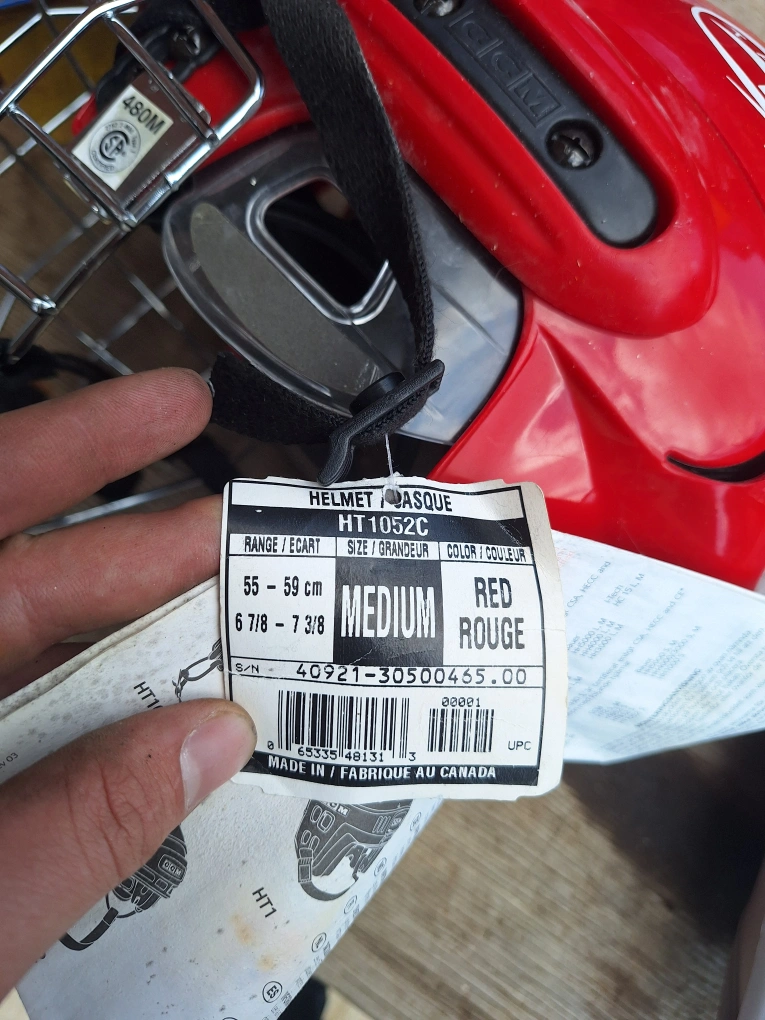 CCM
480M
CSA
HELMET / CASQUE
HT1052C
RANGE / ECART SIZE / GRANDEUR COLOR / COULEUR
55 - 59 cm MEDIUM RED
6 7/8 - 7 3/8 ROUGE
S/N - 40921-30500465.00
00001
0 65335 48131 3 UPC
MADE IN / FABRIQUE AU CANADA
CCM
HT1